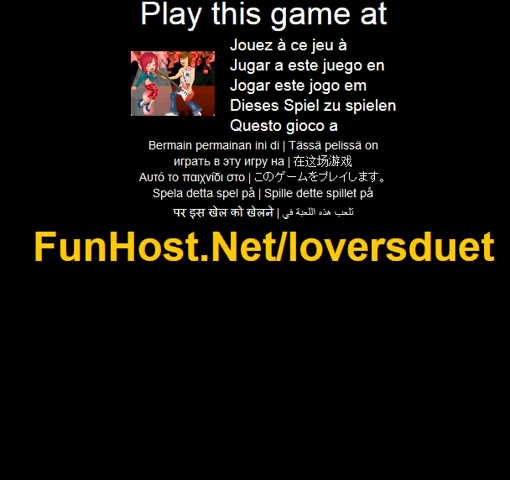 Play this game at
Jouez à ce jeu à
Jugar a este juego en
Jogar este jogo em
Dieses Spiel zu spielen
Questo gioco a
Bermain permainan ini di | Tässä pelissä on
играть в эту игру на | 在这场游戏
Αυτό το παιχνίδι στο | このゲームをプレイします。
Spela detta spel på | Spille dette spillet på
पर इस खेल को खेलने | تلعب هذه اللعبة في
FunHost.Net/loversduet